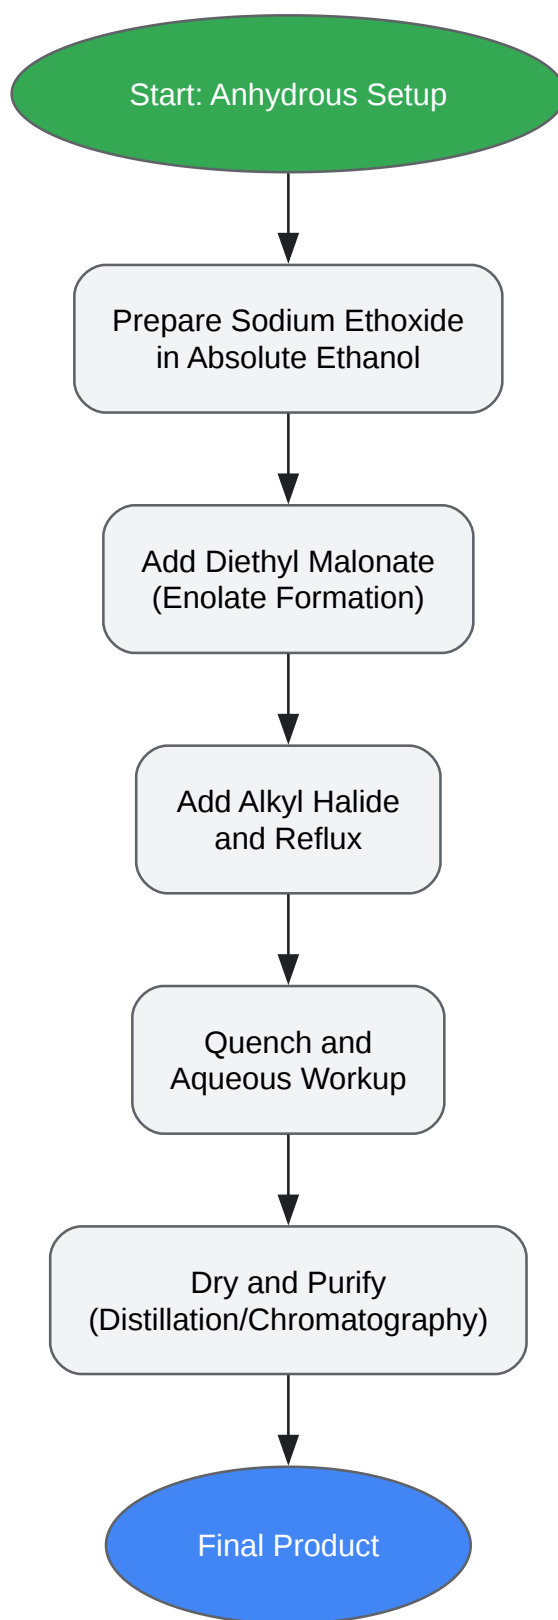 Start: Anhydrous Setup
Prepare Sodium Ethoxide
in Absolute Ethanol
Add Diethyl Malonate
(Enolate Formation)
Add Alkyl Halide
and Reflux
Quench and
Aqueous Workup
Dry and Purify
(Distillation/Chromatography)
Final Product